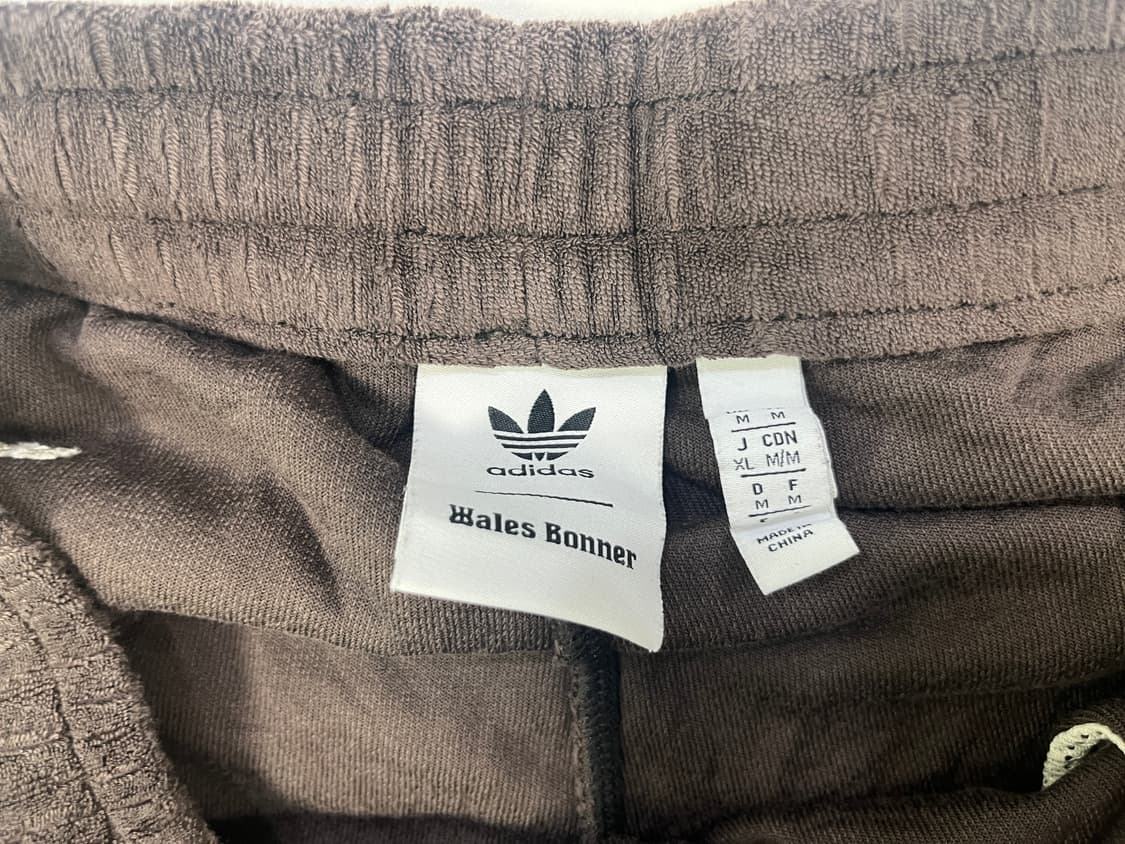 adidas
Wales Bonner
M M
J CDN
XL M/M
D F
M M
MADE IN
CHINA